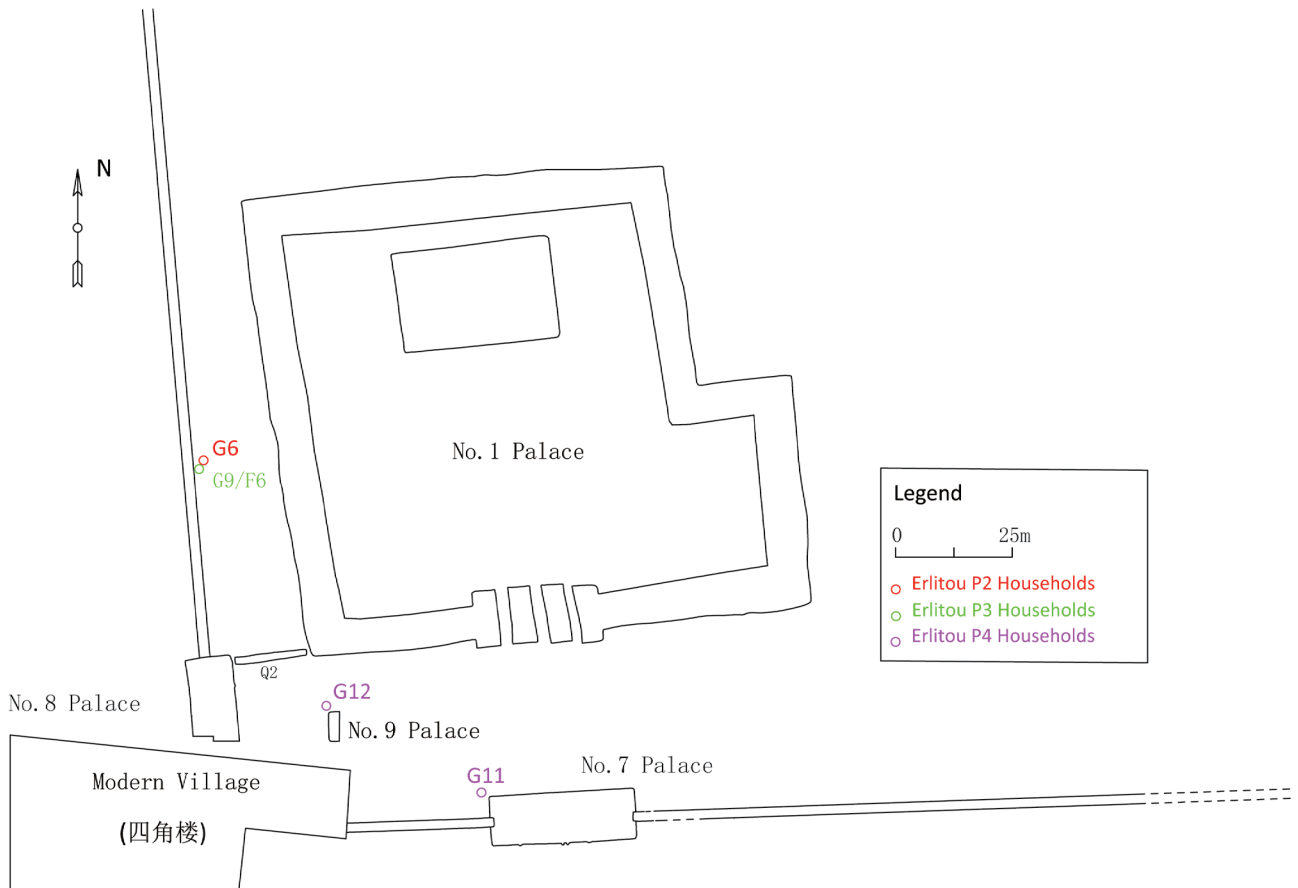 N
G6
G9/F6
No.1 Palace
Legend
0 25m
Erlitou P2 Households
Erlitou P3 Households
Erlitou P4 Households
Q2
No.8 Palace
G12
No.9 Palace
Modern Village
(四角楼)
G11
No.7 Palace